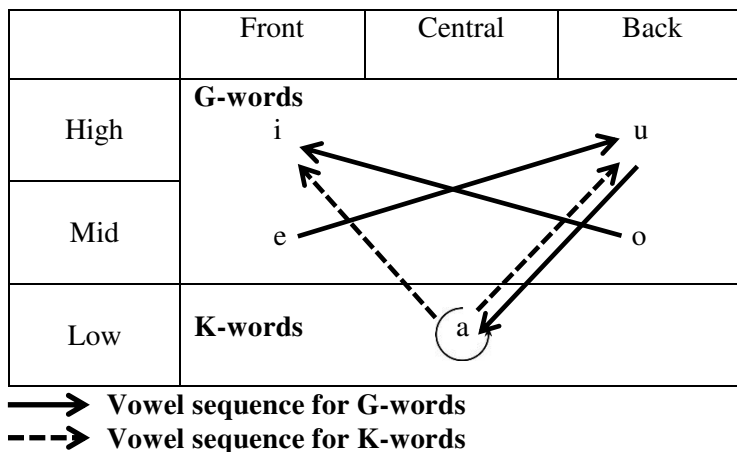 Front Central Back
G-words
High i u
Mid e o
Low K-words a
Vowel sequence for G-words
Vowel sequence for K-words